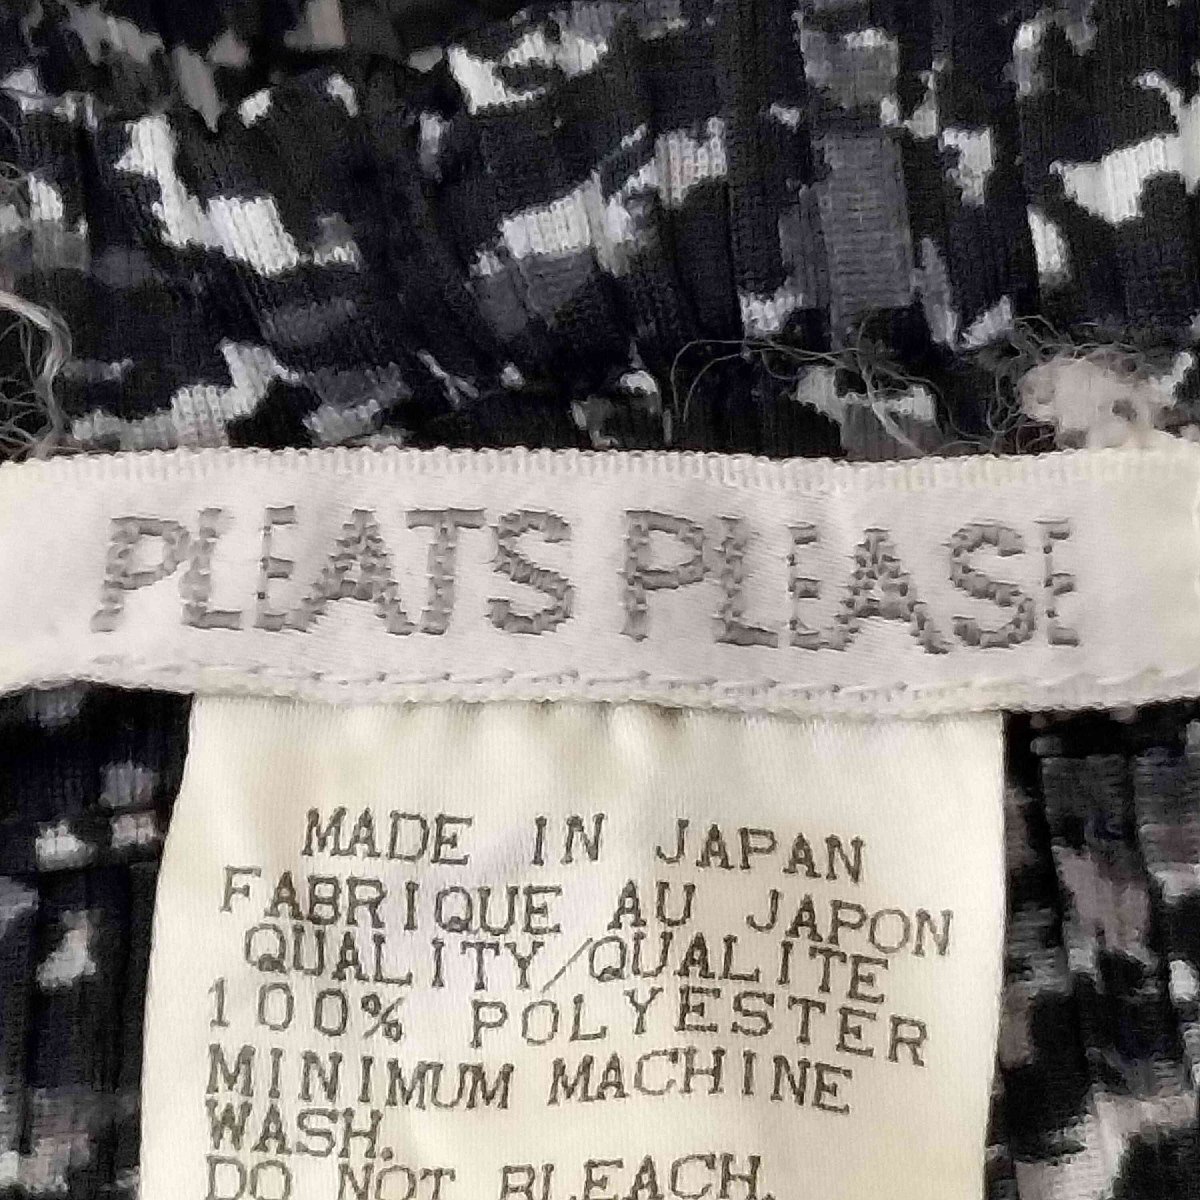 PLEATS PLEASE
MADE IN JAPAN
FABRIQUE AU JAPON
QUALITY/QUALITE
100% POLYESTER
MINIMUM MACHINE
WASH.
DO NOT BLEACH.